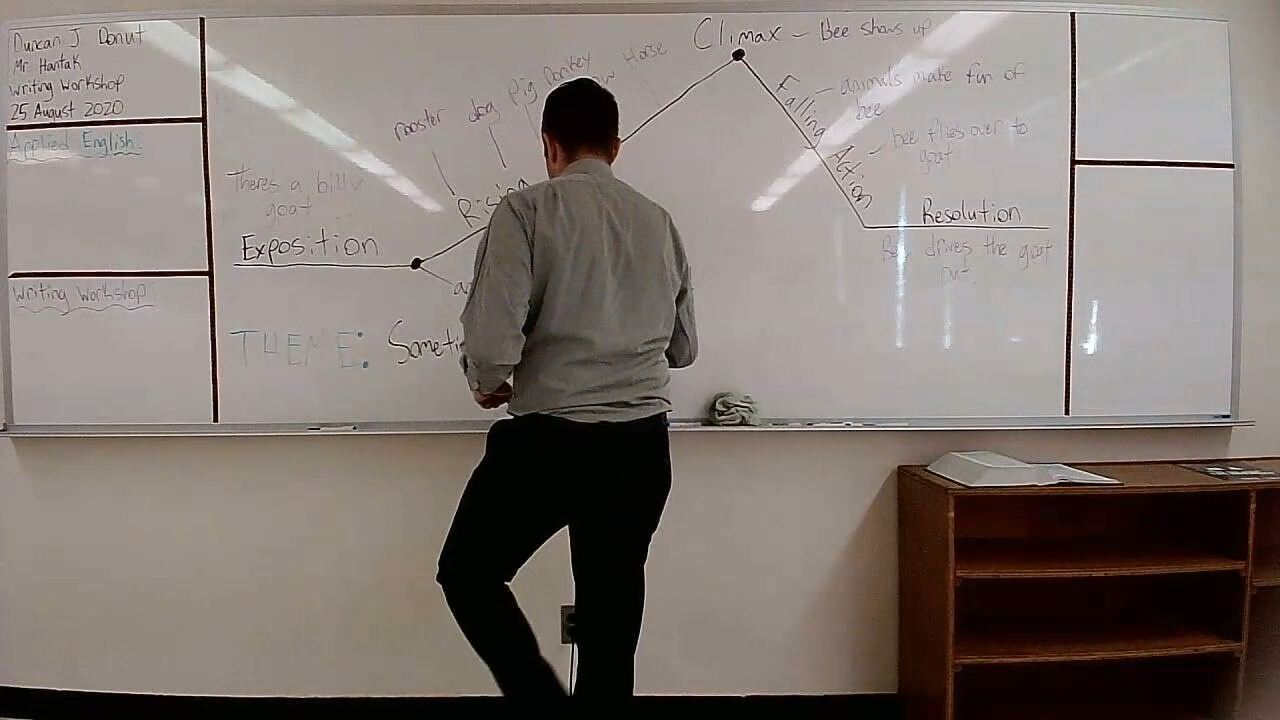 Duncan J Donut
Mr Hantak
Writing Workshop
25 August 2020
Applied English:
Writing Workshop:
There's a billy
goat
Exposition
rooster
dog
pig
Donkey
Horse
Rising
Climax - Bee shows up
Falling Action
- animals make fun of
bee
- bee flies over to
goat
Resolution
Bee drives the goat
out.
THEME: